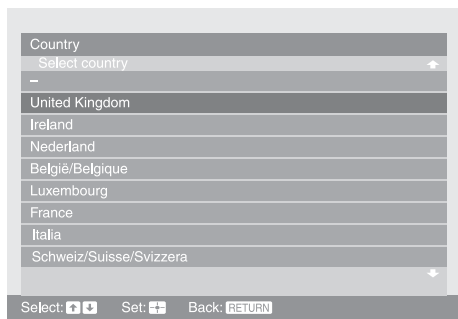 Country
Select country
–
United Kingdom
Ireland
Nederland
België/Belgique
Luxembourg
France
Italia
Schweiz/Suisse/Svizzera
Select: Set: Back: RETURN